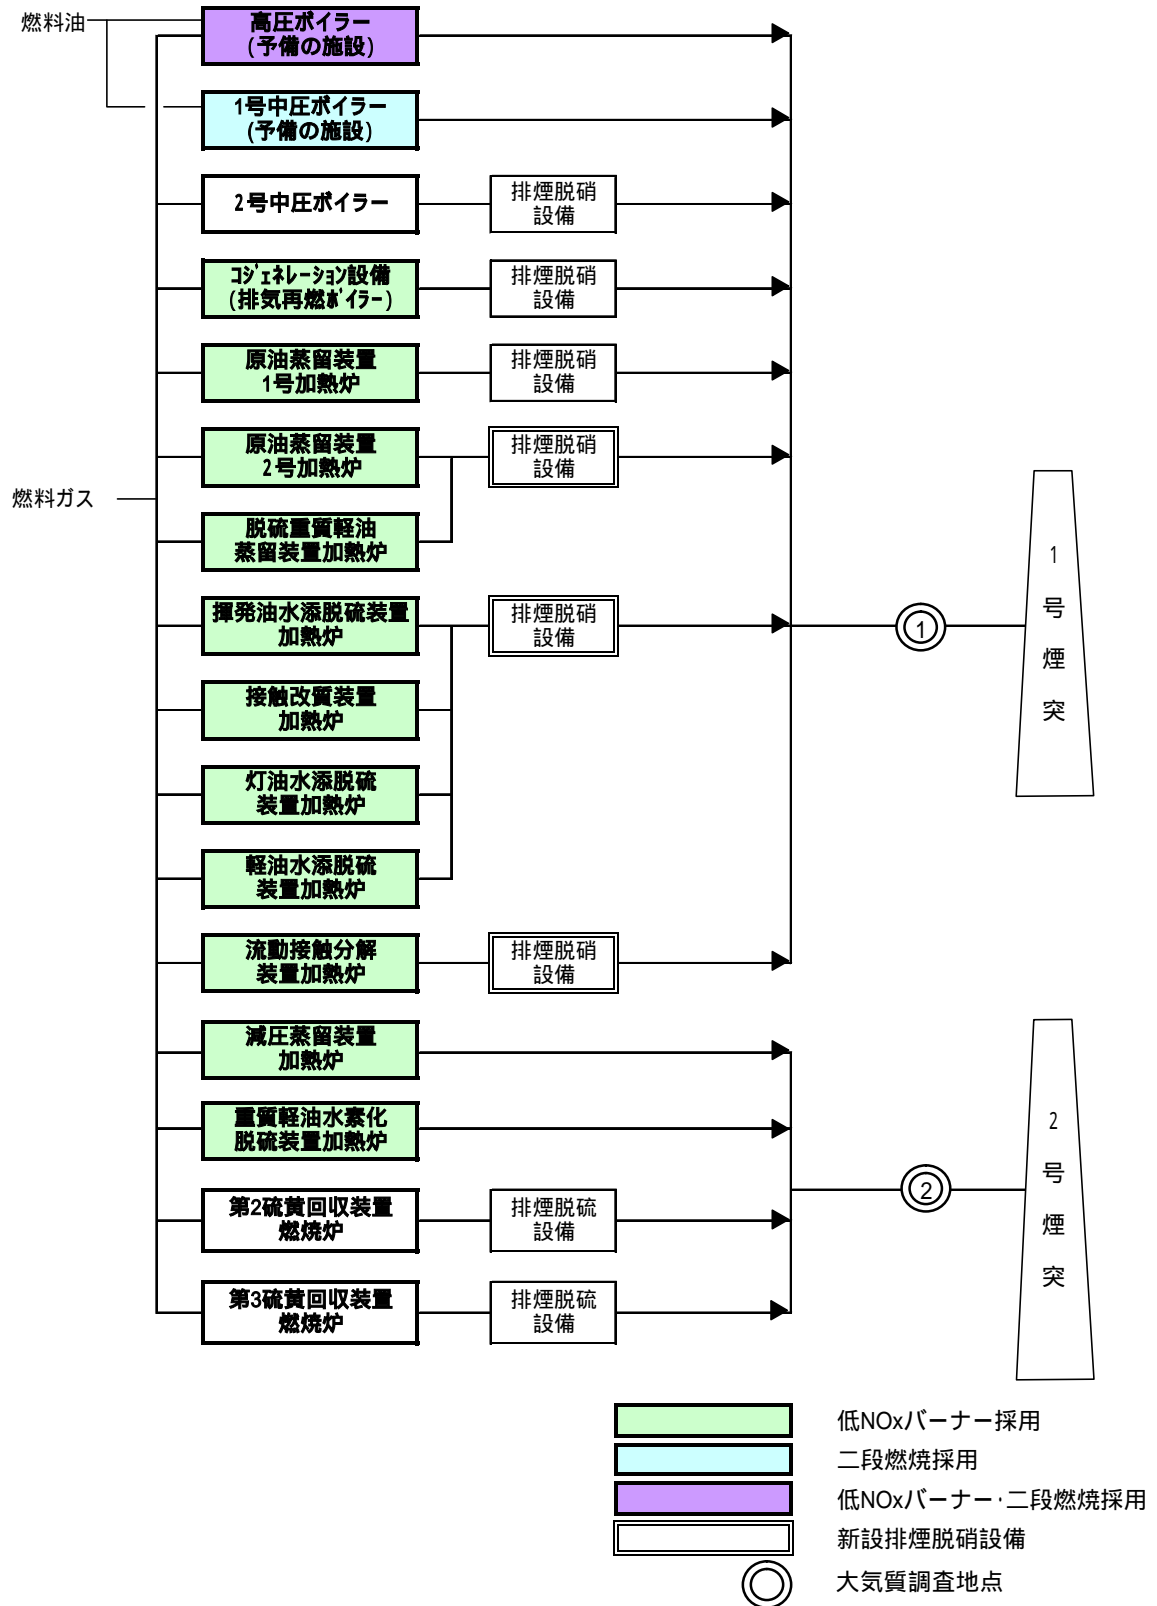 燃料油
高圧ボイラー
(予備の施設)
1号中圧ボイラー
(予備の施設)
2号中圧ボイラー
排煙脱硝
設備
ｺｼﾞｪﾈﾚｰｼｮﾝ設備
(排気再燃ﾎﾞｲﾗｰ)
排煙脱硝
設備
原油蒸留装置
1号加熱炉
排煙脱硝
設備
原油蒸留装置
2号加熱炉
排煙脱硝
設備
燃料ガス
脱硫重質軽油
蒸留装置加熱炉
揮発油水添脱硫装置
加熱炉
排煙脱硝
設備
接触改質装置
加熱炉
灯油水添脱硫
装置加熱炉
軽油水添脱硫
装置加熱炉
流動接触分解
装置加熱炉
排煙脱硝
設備
1
1号煙突
減圧蒸留装置
加熱炉
重質軽油水素化
脱硫装置加熱炉
第2硫黄回収装置
燃焼炉
排煙脱硫
設備
第3硫黄回収装置
燃焼炉
排煙脱硫
設備
2
2号煙突
低NOxバーナー採用
二段燃焼採用
低NOxバーナー・二段燃焼採用
新設排煙脱硝設備
大気質調査地点